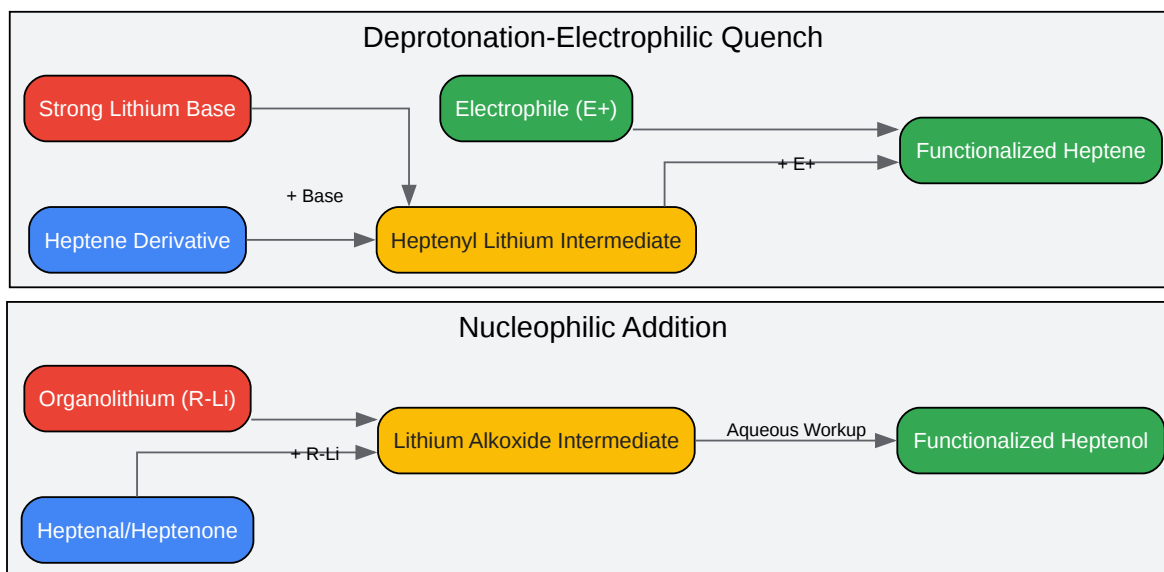 Deprotonation-Electrophilic Quench
Strong Lithium Base
Electrophile (E+)
Functionalized Heptene
+ E+
+ Base
Heptene Derivative
Heptenyl Lithium Intermediate
Nucleophilic Addition
Organolithium (R-Li)
Lithium Alkoxide Intermediate
Aqueous Workup
Functionalized Heptenol
+ R-Li
Heptenal/Heptenone